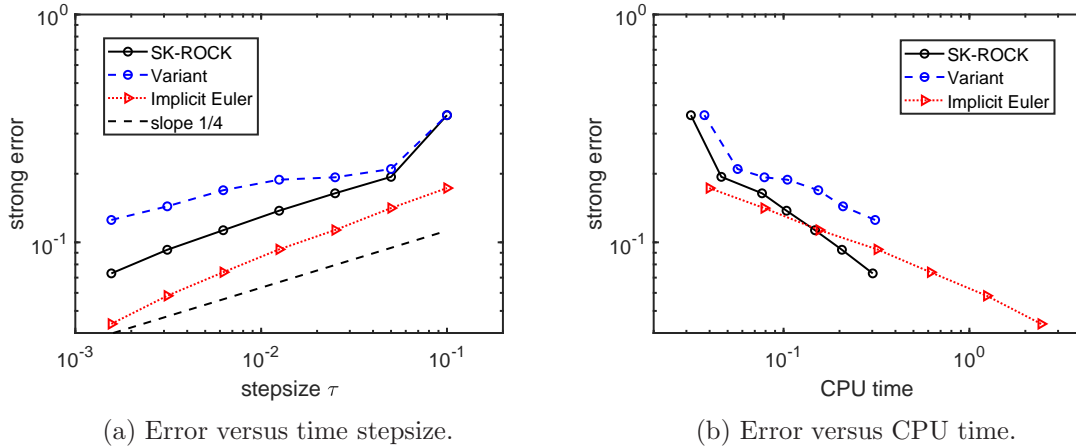 10^0
SK-ROCK
Variant
Implicit Euler
slope 1/4
strong error
10^-1
10^-3
10^-2
10^-1
stepsize τ
(a) Error versus time stepsize.
10^0
SK-ROCK
Variant
Implicit Euler
strong error
10^-1
10^-1
10^0
CPU time
(b) Error versus CPU time.